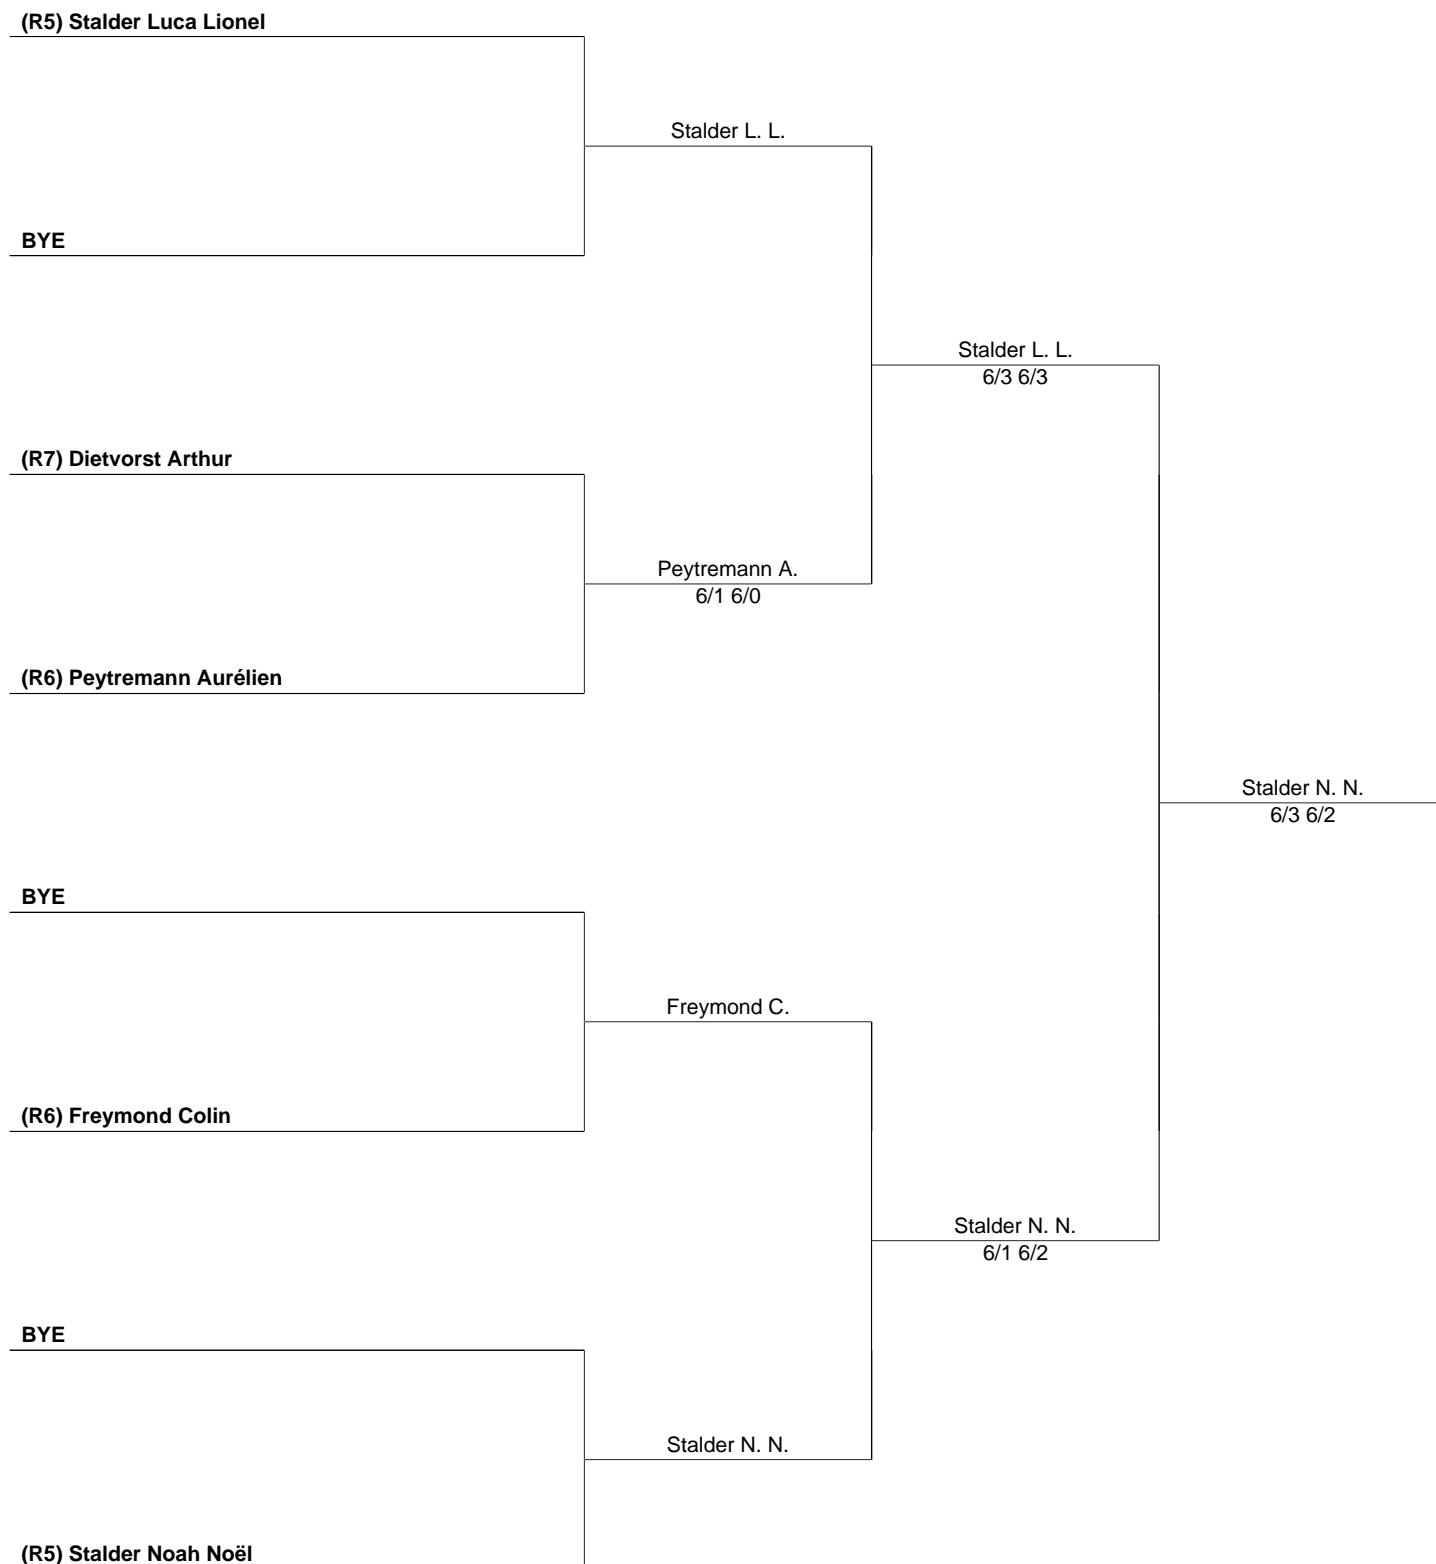 (R5) Stalder Luca Lionel
Stalder L. L.
BYE
Stalder L. L.
6/3 6/3
(R7) Dietvorst Arthur
Peytremann A.
6/1 6/0
(R6) Peytremann Aurélien
Stalder N. N.
6/3 6/2
BYE
Freymond C.
(R6) Freymond Colin
Stalder N. N.
6/1 6/2
BYE
Stalder N. N.
(R5) Stalder Noah Noël